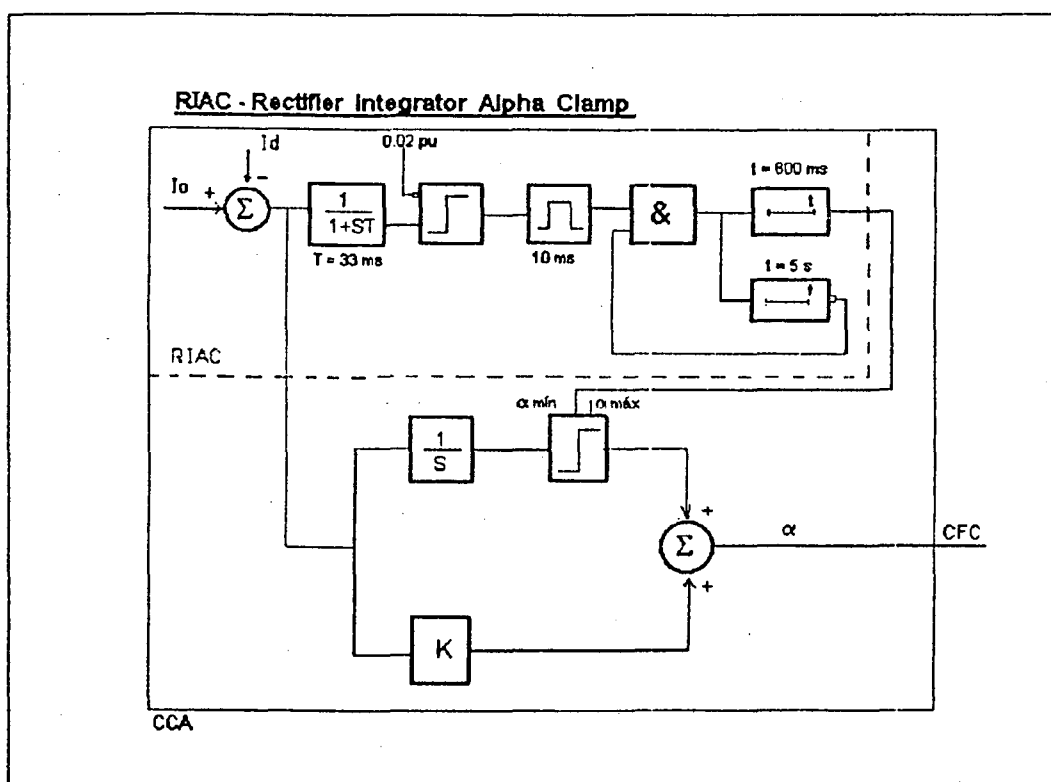 RIAC - Rectifier Integrator Alpha Clamp
Id
0.02 pu
Io + -
Σ
1
1+ST
T = 33 ms
10 ms
&
t = 600 ms
t
t = 5 s
t
RIAC
α mín
α máx
1
S
K
+
Σ
+
α
CFC
CCA